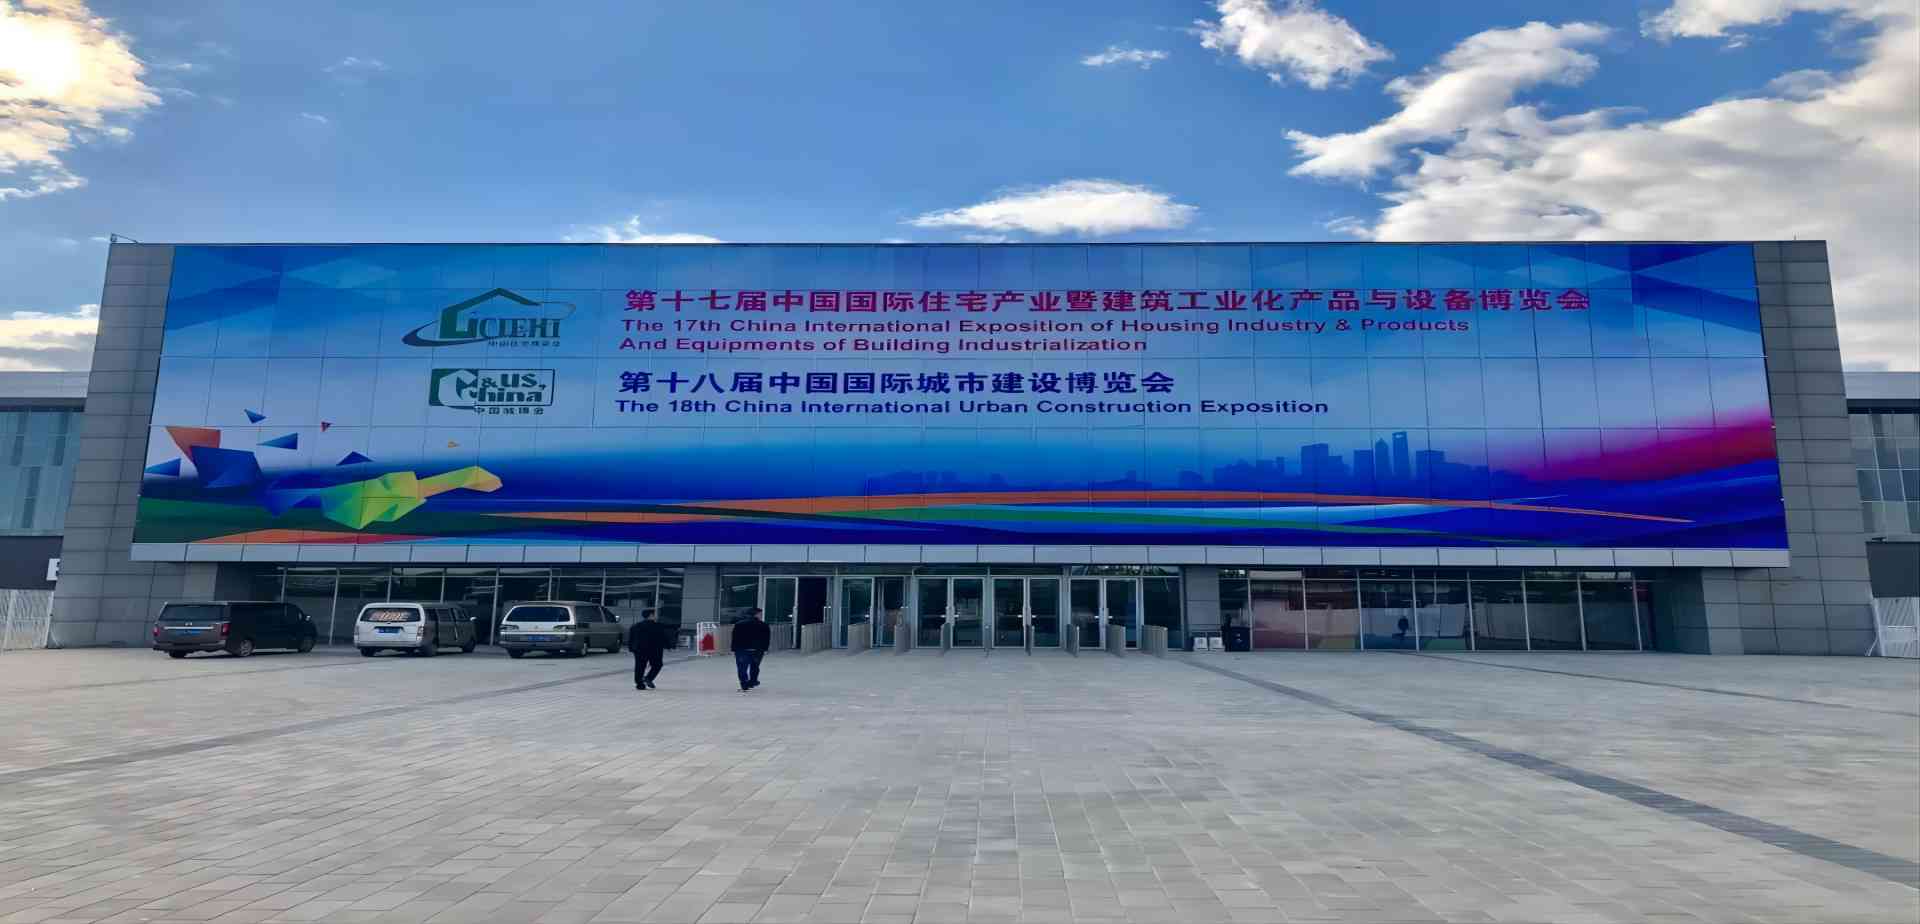 CIEHI
第十七届中国国际住宅产业暨建筑工业化产品与设备博览会
The 17th China International Exposition of Housing Industry & Products
And Equipments of Building Industrialization
&us,
China
中国城博会
第十八届中国国际城市建设博览会
The 18th China International Urban Construction Exposition